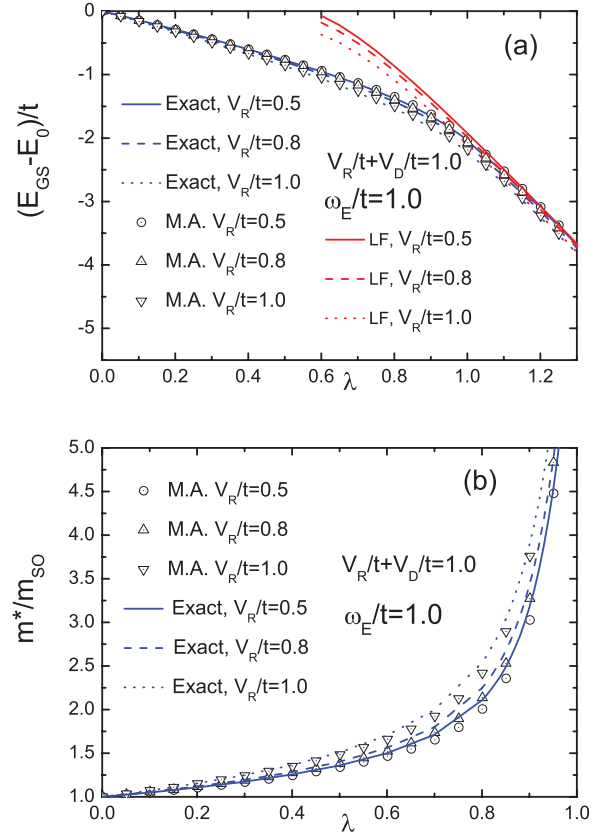 (a)
(E_GS-E_0)/t
0
-1
-2
-3
-4
-5
Exact, V_R/t=0.5
Exact, V_R/t=0.8
Exact, V_R/t=1.0
M.A. V_R/t=0.5
M.A. V_R/t=0.8
M.A. V_R/t=1.0
V_R/t+V_D/t=1.0
ω_E/t=1.0
LF, V_R/t=0.5
LF, V_R/t=0.8
LF, V_R/t=1.0
0.0 0.2 0.4 0.6 0.8 1.0 1.2
λ
(b)
m*/m_SO
5.0
4.5
4.0
3.5
3.0
2.5
2.0
1.5
1.0
M.A. V_R/t=0.5
M.A. V_R/t=0.8
M.A. V_R/t=1.0
Exact, V_R/t=0.5
Exact, V_R/t=0.8
Exact, V_R/t=1.0
V_R/t+V_D/t=1.0
ω_E/t=1.0
0.0 0.2 0.4 0.6 0.8 1.0
λ